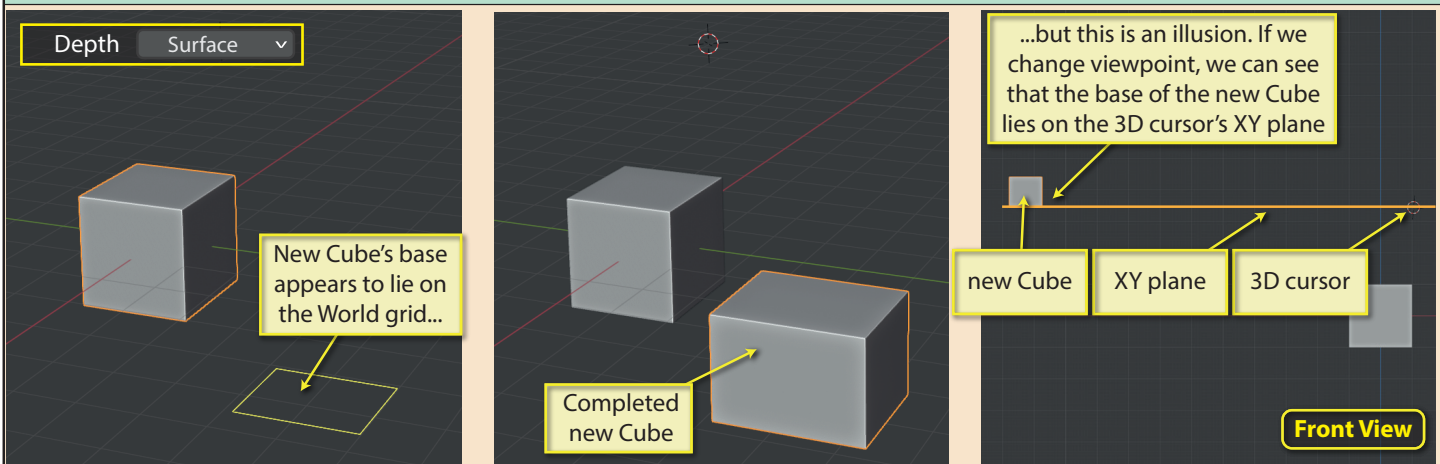 Depth Surface
New Cube's base
appears to lie on
the World grid...
Completed
new Cube
...but this is an illusion. If we
change viewpoint, we can see
that the base of the new Cube
lies on the 3D cursor's XY plane
new Cube
XY plane
3D cursor
Front View